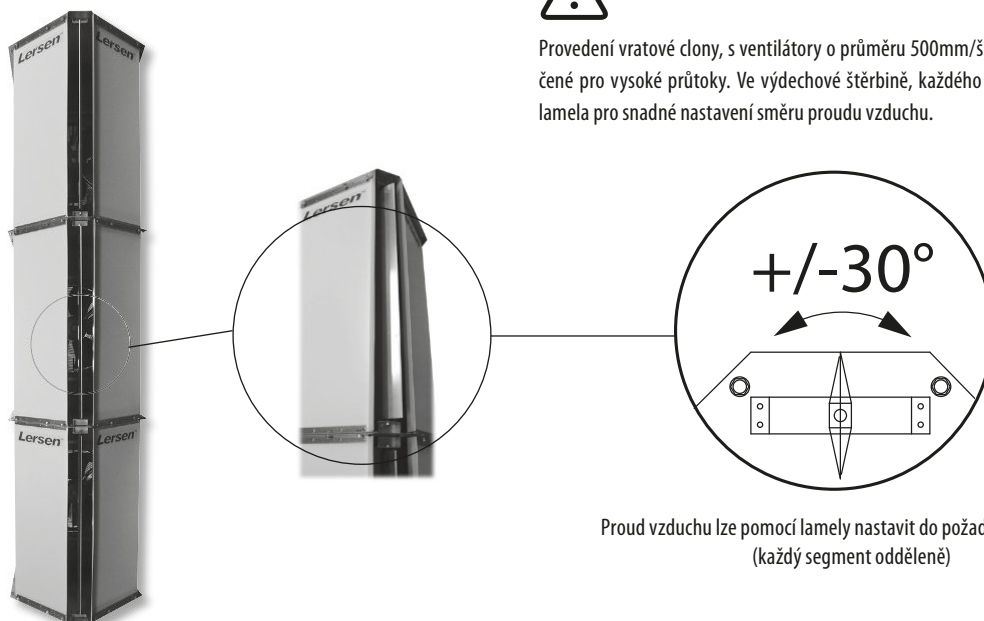 Lersen
Lersen
Lersen
Lersen
Lersen
Provedení vratové clony, s ventilátory o průměru 500mm/š
čené pro vysoké průtoky. Ve výdechové štěrbině, každého
lamela pro snadné nastavení směru proudu vzduchu.
+/-30°
Proud vzduchu lze pomocí lamely nastavit do požad
(každý segment odděleně)